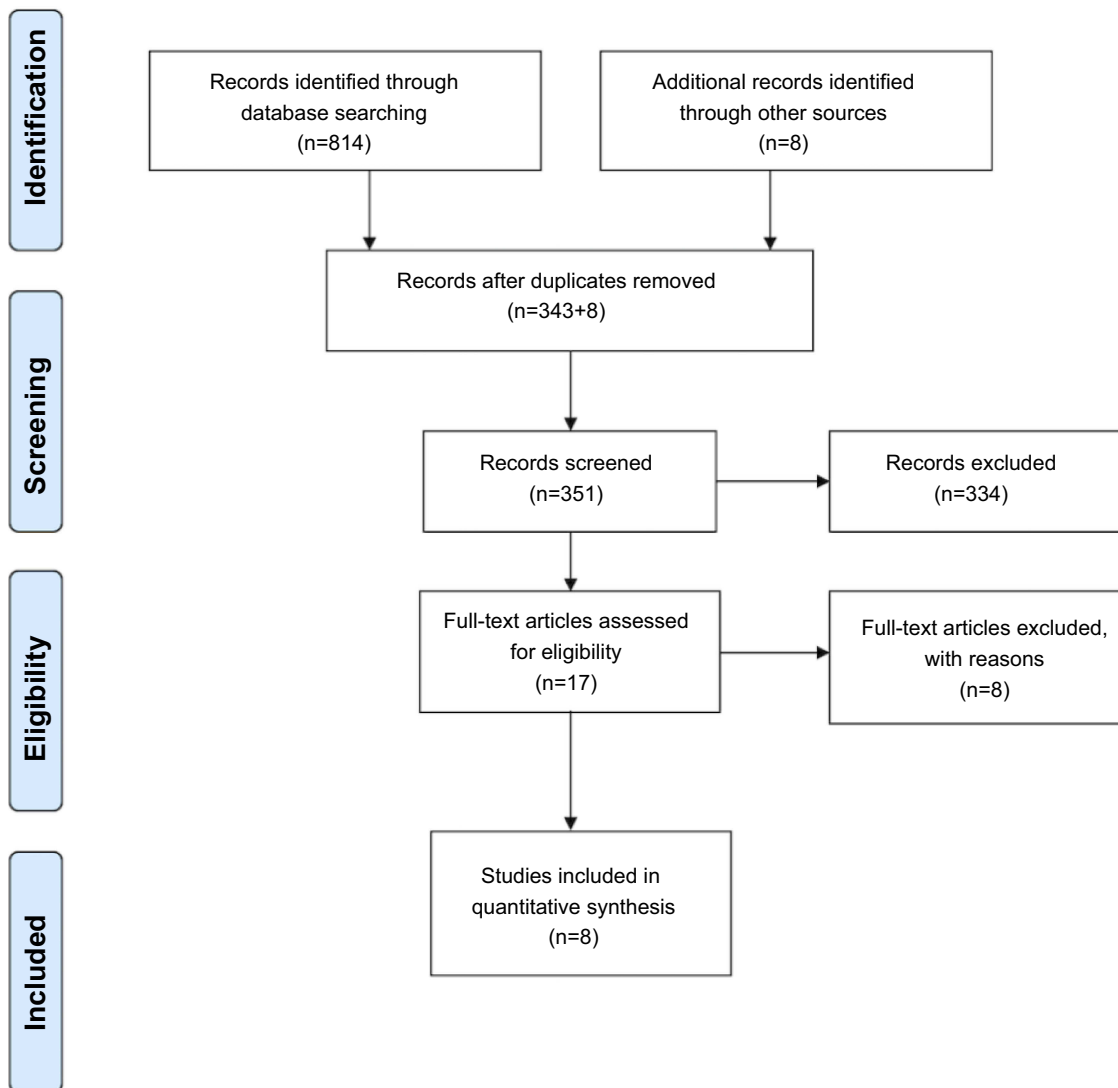 Identification
Records identified through
database searching
(n=814)
Additional records identified
through other sources
(n=8)
Records after duplicates removed
(n=343+8)
Screening
Records screened
(n=351)
Records excluded
(n=334)
Eligibility
Full-text articles assessed
for eligibility
(n=17)
Full-text articles excluded,
with reasons
(n=8)
Included
Studies included in
quantitative synthesis
(n=8)